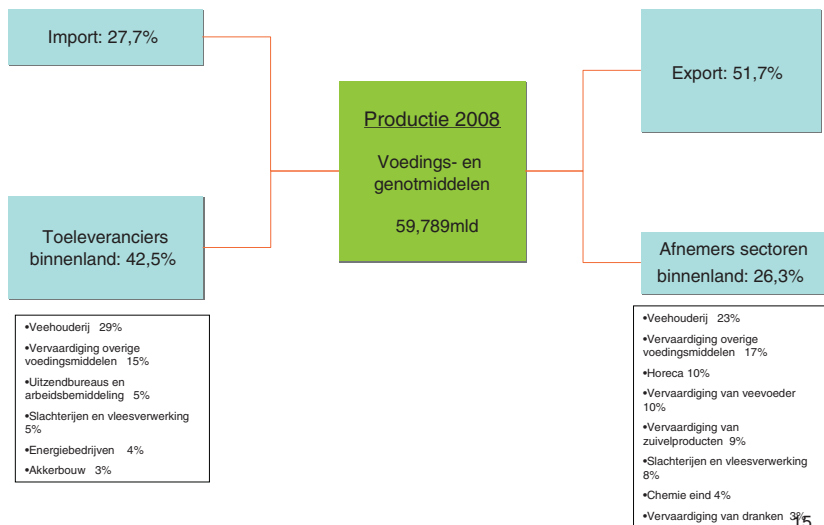 Import: 27,7%
Toeleveranciers
binnenland: 42,5%
•Veehouderij 29%
•Vervaardiging overige
voedingsmiddelen 15%
•Uitzendbureaus en
arbeidsbemiddeling 5%
•Slachterijen en vleesverwerking
5%
•Energiebedrijven 4%
•Akkerbouw 3%
Productie 2008
Voedings- en
genotmiddelen
59,789mld
Export: 51,7%
Afnemers sectoren
binnenland: 26,3%
•Veehouderij 23%
•Vervaardiging overige
voedingsmiddelen 17%
•Horeca 10%
•Vervaardiging van veevoeder
10%
•Vervaardiging van
zuivelproducten 9%
•Slachterijen en vleesverwerking
8%
•Chemie eind 4%
•Vervaardiging van dranken 3%
15